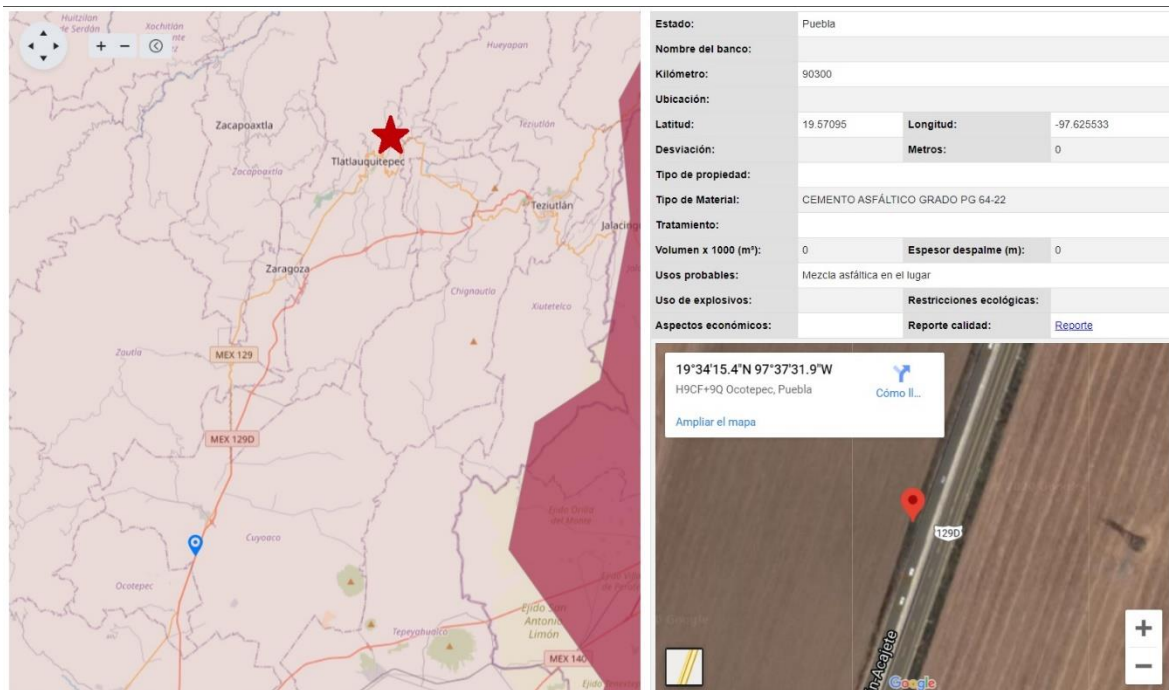 Huitzilan
de Serdán
Xochitlán
Hueyapan
Zacapoaxtla
Teziutlán
Tlatlauquitepec
Zacapoaxtla
Teziutlán
Zaragoza
Chignautla
Xiutetelco
Zautla
MEX 129
MEX 129D
Cuyoaco
Ocotepec
Tepeyahualco
Ejido San
Antonio
Limón
MEX 140
Estado: Puebla
Nombre del banco:
Kilómetro: 90300
Ubicación:
Latitud: 19.57095 Longitud: -97.625533
Desviación: Metros: 0
Tipo de propiedad:
Tipo de Material: CEMENTO ASFÁLTICO GRADO PG 64-22
Tratamiento:
Volumen x 1000 (m³): 0 Espesor despalme (m): 0
Usos probables: Mezcla asfáltica en el lugar
Uso de explosivos: Restricciones ecológicas:
Aspectos económicos: Reporte calidad: Reporte
19°34'15.4"N 97°37'31.9"W
H9CF+9Q Ocotepec, Puebla
Cómo ll...
Ampliar el mapa
129D
n-Acajete
Google